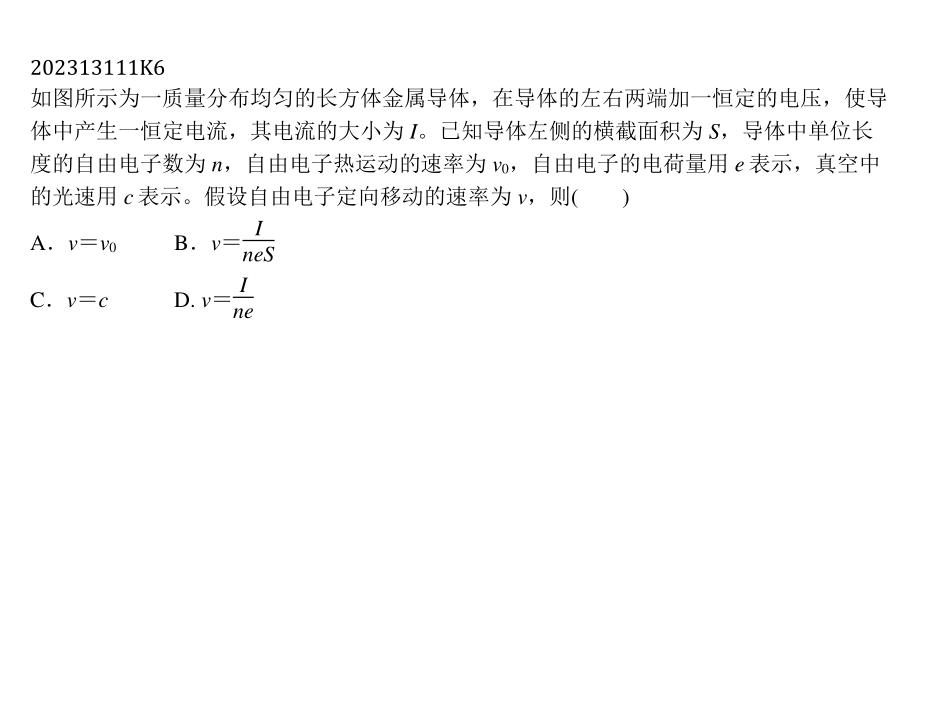 202313111K6
如图所示为一质量分布均匀的长方体金属导体，在导体的左右两端加一恒定的电压，使导
体中产生一恒定电流，其电流的大小为 I。已知导体左侧的横截面积为 S，导体中单位长
度的自由电子数为 n，自由电子热运动的速率为 v₀，自由电子的电荷量用 e 表示，真空中
的光速用 c 表示。假设自由电子定向移动的速率为 v，则(　　)
A．v＝v₀　　B．v＝I/neS
C．v＝c　　D. v＝I/ne